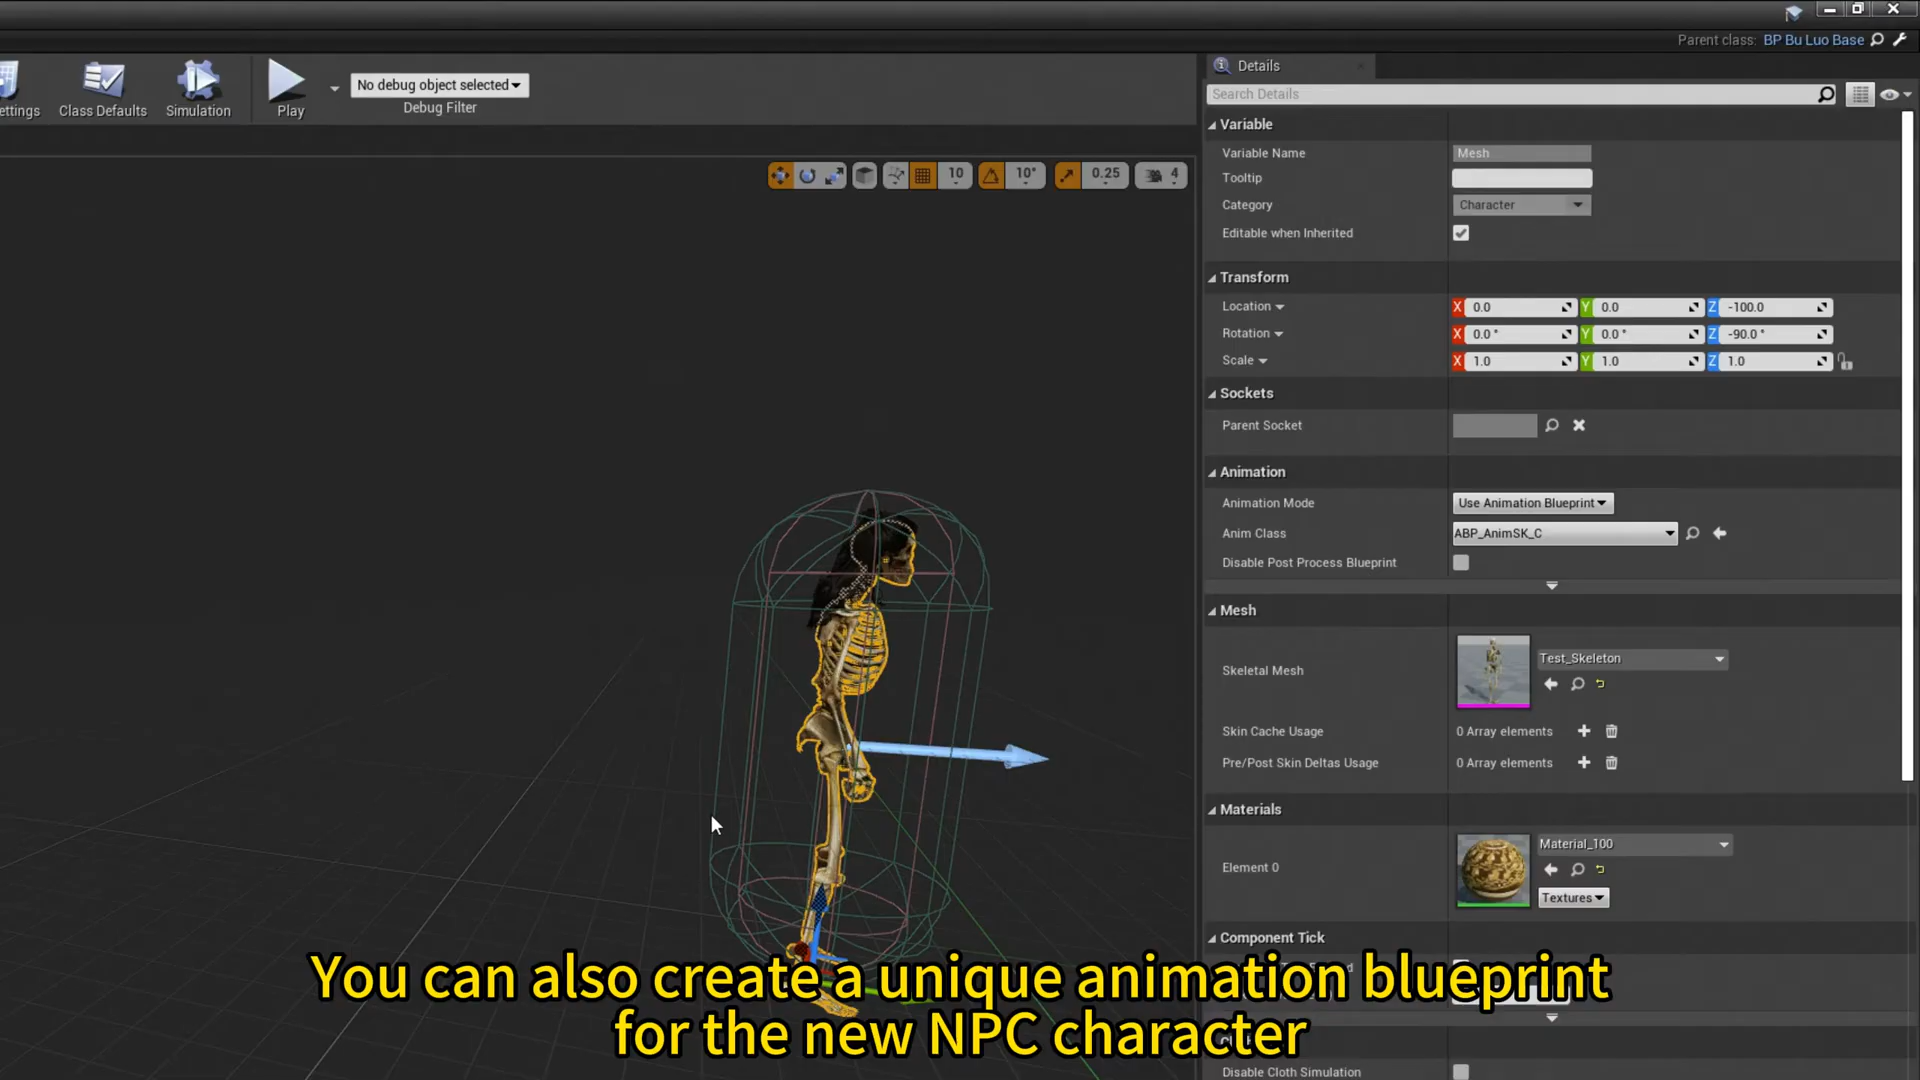 Parent class: BP Bu Luo Base
ettings
Class Defaults
Simulation
Play
No debug object selected
Debug Filter
10
10°
0.25
4
Details
Search Details
Variable
Variable Name Mesh
Tooltip
Category Character
Editable when Inherited
Transform
Location X 0.0 Y 0.0 Z -100.0
Rotation X 0.0 ° Y 0.0 ° Z -90.0 °
Scale X 1.0 Y 1.0 Z 1.0
Sockets
Parent Socket
Animation
Animation Mode Use Animation Blueprint
Anim Class ABP_AnimSK_C
Disable Post Process Blueprint
Mesh
Skeletal Mesh Test_Skeleton
Skin Cache Usage 0 Array elements
Pre/Post Skin Deltas Usage 0 Array elements
Materials
Element 0 Material_100
Textures
Component Tick
You can also create a unique animation blueprint
for the new NPC character
Disable Cloth Simulation